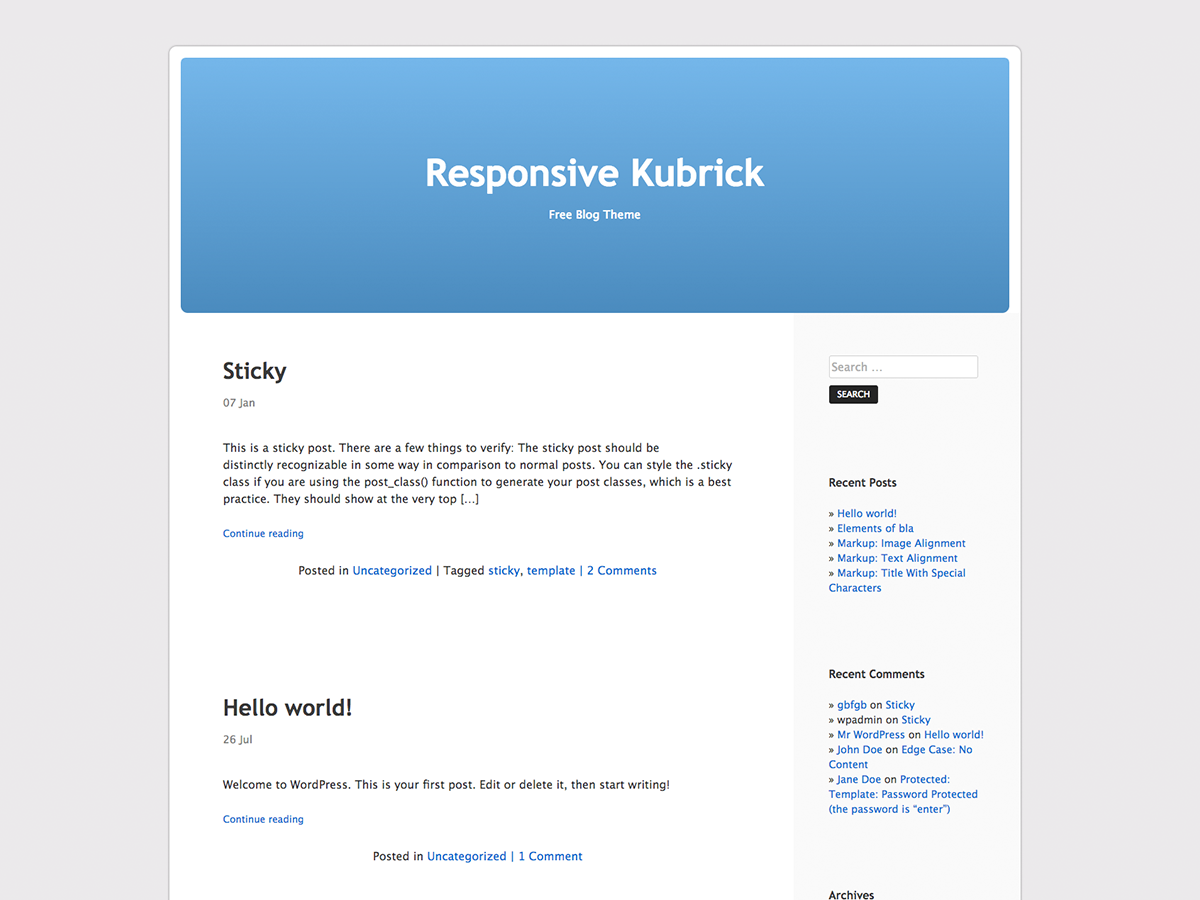 Responsive Kubrick
Free Blog Theme
Sticky
07 Jan
This is a sticky post. There are a few things to verify: The sticky post should be
distinctly recognizable in some way in comparison to normal posts. You can style the .sticky
class if you are using the post_class() function to generate your post classes, which is a best
practice. They should show at the very top [...]
Continue reading
Posted in Uncategorized | Tagged sticky, template | 2 Comments
Hello world!
26 Jul
Welcome to WordPress. This is your first post. Edit or delete it, then start writing!
Continue reading
Posted in Uncategorized | 1 Comment
Search ...
SEARCH
Recent Posts
» Hello world!
» Elements of bla
» Markup: Image Alignment
» Markup: Text Alignment
» Markup: Title With Special
Characters
Recent Comments
» gbfgb on Sticky
» wpadmin on Sticky
» Mr WordPress on Hello world!
» John Doe on Edge Case: No
Content
» Jane Doe on Protected:
Template: Password Protected
(the password is “enter”)
Archives